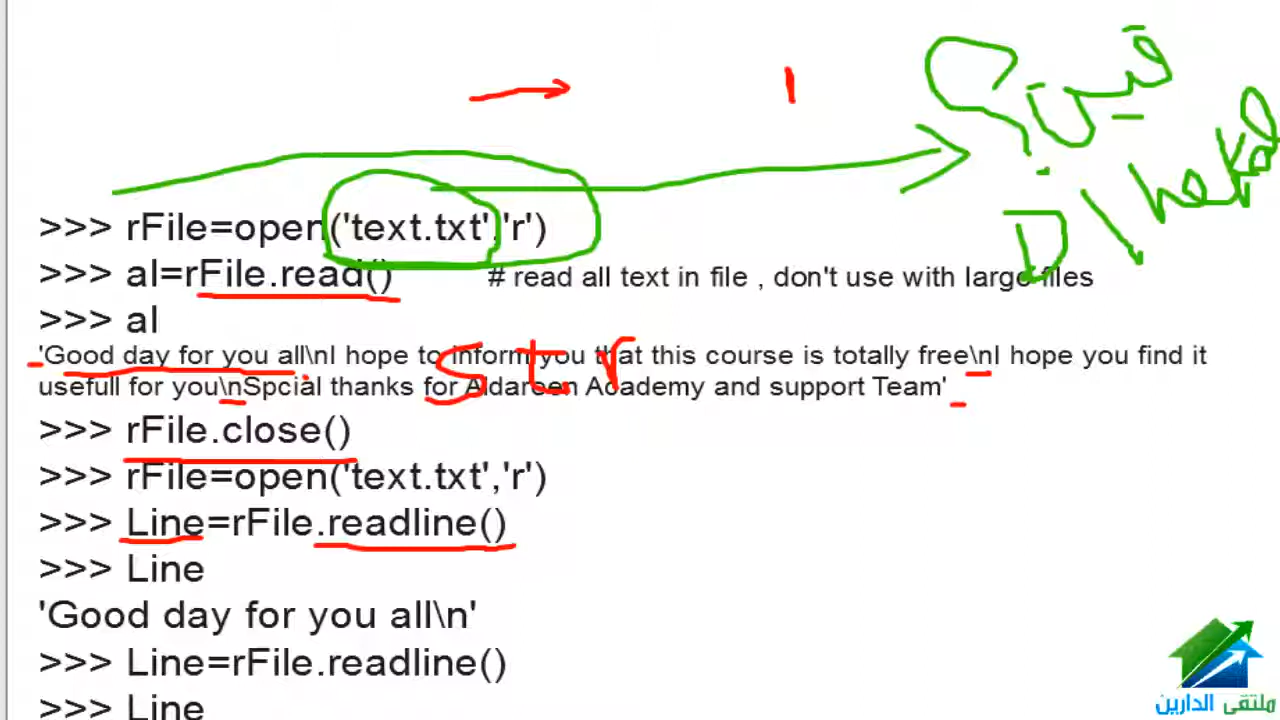 >>> rFile=open('text.txt','r')
>>> al=rFile.read() # read all text in file , don't use with large files
>>> al
'Good day for you all\nI hope to inform you that this course is totally free\nI hope you find it
usefull for you\nSpcial thanks for Aldareen Academy and support Team'
str
>>> rFile.close()
>>> rFile=open('text.txt','r')
>>> Line=rFile.readline()
>>> Line
'Good day for you all\n'
>>> Line=rFile.readline()
>>> Line
ملتقى الدارين